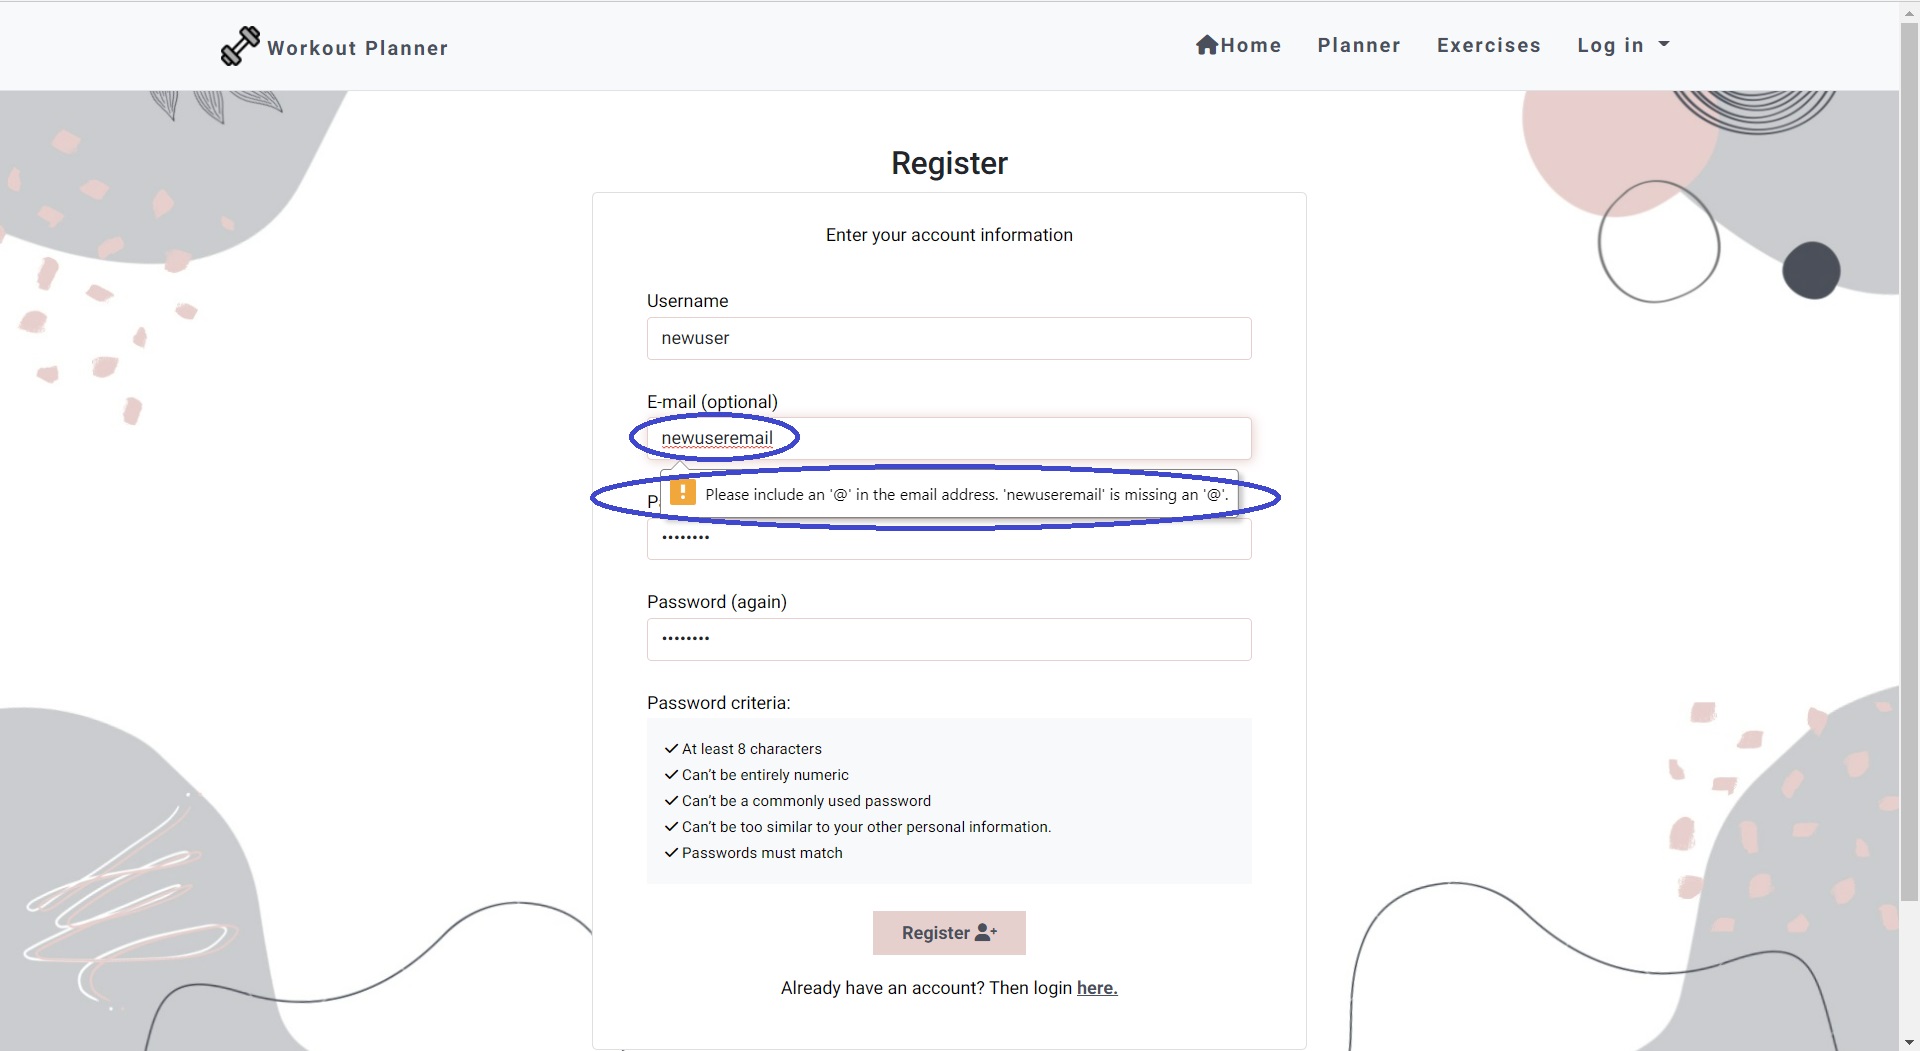 Workout Planner
Home Planner Exercises Log in
Register
Enter your account information
Username
newuser
E-mail (optional)
newuseremail
Please include an '@' in the email address. 'newuseremail' is missing an '@'.
P
••••••••
Password (again)
••••••••
Password criteria:
At least 8 characters
Can't be entirely numeric
Can't be a commonly used password
Can't be too similar to your other personal information.
Passwords must match
Register
Already have an account? Then login here.